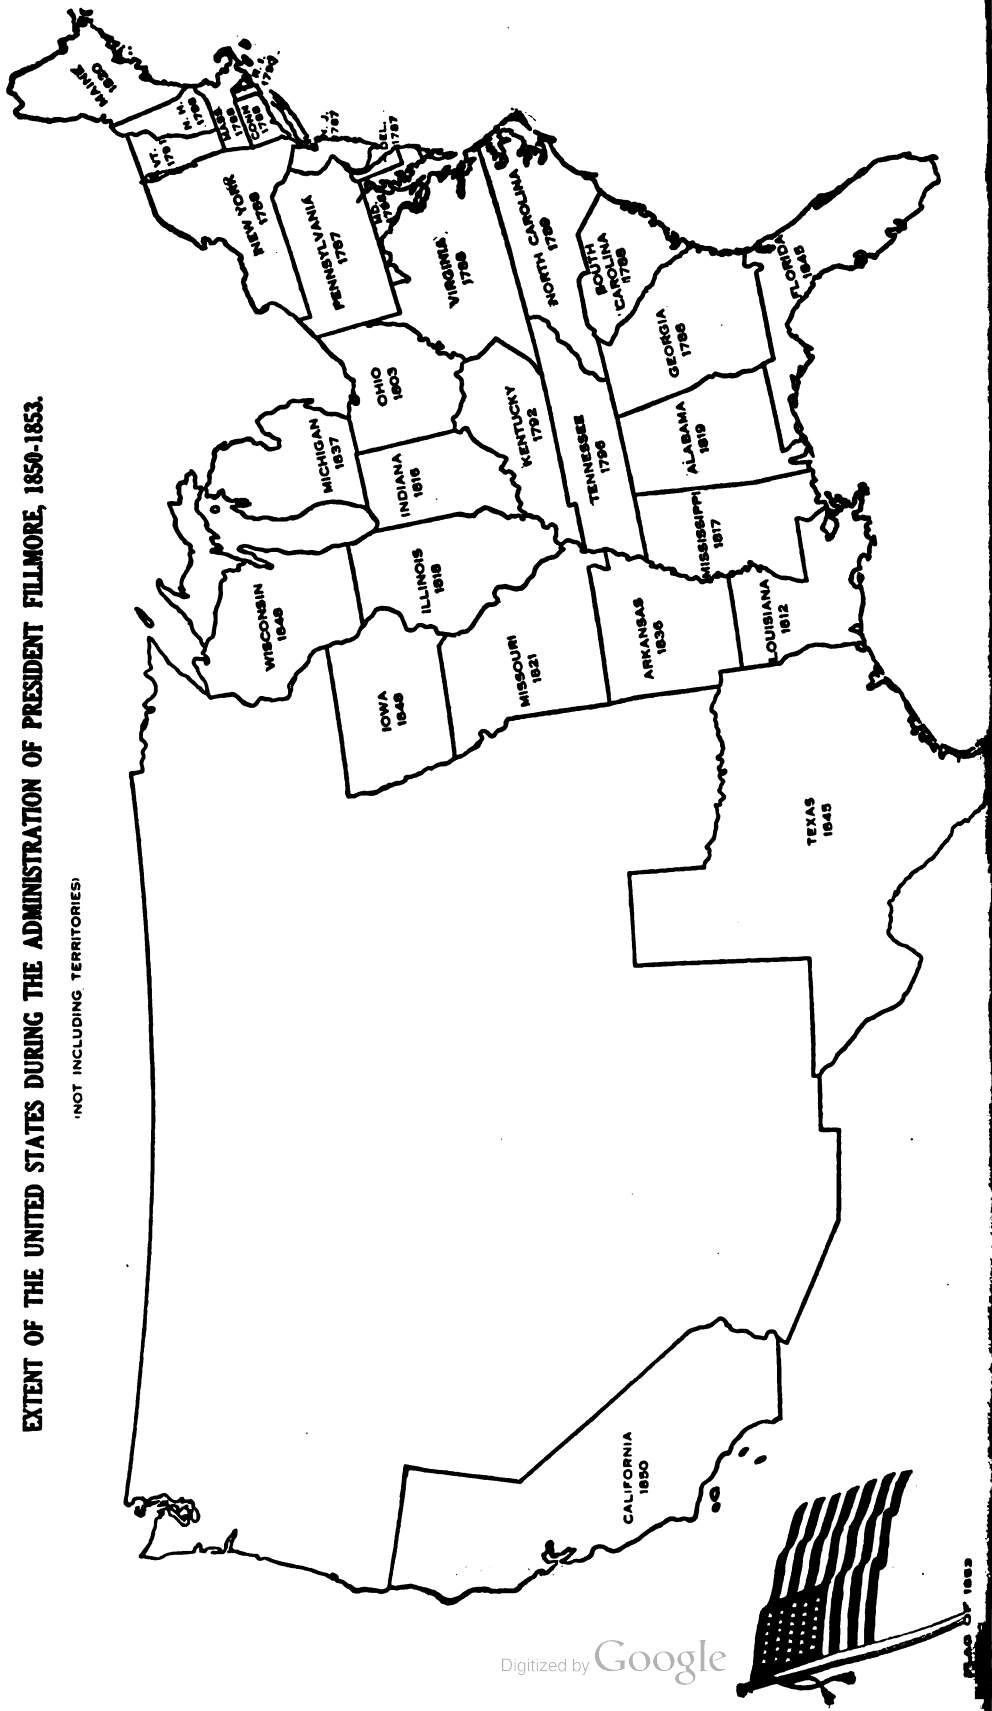 EXTENT OF THE UNITED STATES DURING THE ADMINISTRATION OF PRESIDENT FILLMORE, 1850-1853.
(NOT INCLUDING TERRITORIES)
MAINE
1820
N. H.
1788
VT.
1791
MASS
1788
CONN
1788
R. I.
1790
NEW YORK
1788
N. J.
1787
PENNSYLVANIA
1787
DEL.
1787
MD.
1788
VIRGINIA
1788
NORTH CAROLINA
1789
SOUTH
CAROLINA
1788
GEORGIA
1788
FLORIDA
1845
OHIO
1803
MICHIGAN
1837
INDIANA
1816
KENTUCKY
1792
TENNESSEE
1796
ALABAMA
1819
MISSISSIPPI
1817
ILLINOIS
1818
WISCONSIN
1848
IOWA
1846
MISSOURI
1821
ARKANSAS
1836
LOUISIANA
1812
TEXAS
1845
CALIFORNIA
1850
FLAG OF 1853
Digitized by Google